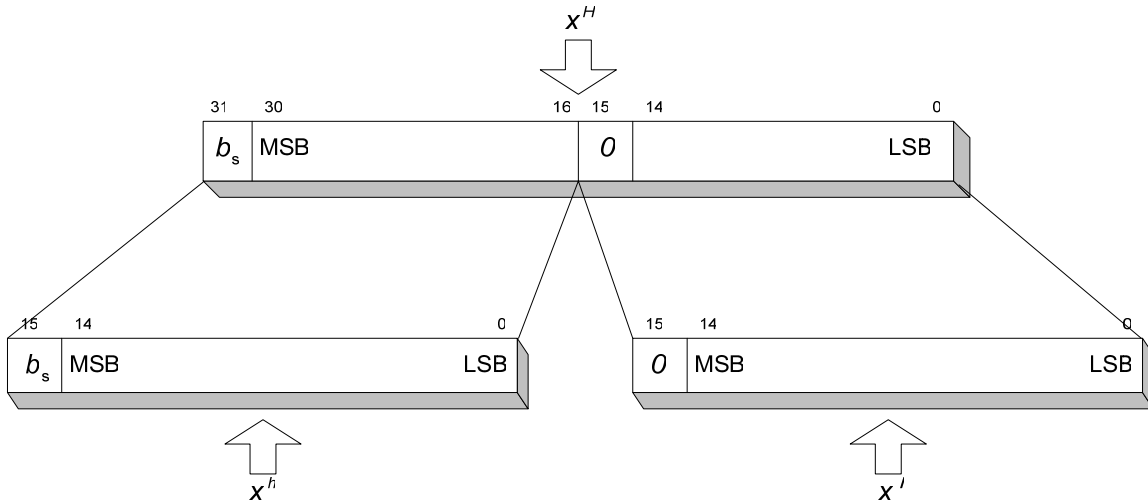 x^H
31 30 16 15 14 0
b_s MSB 0 LSB
15 14 0 15 14 0
b_s MSB LSB 0 MSB LSB
x^h x^l